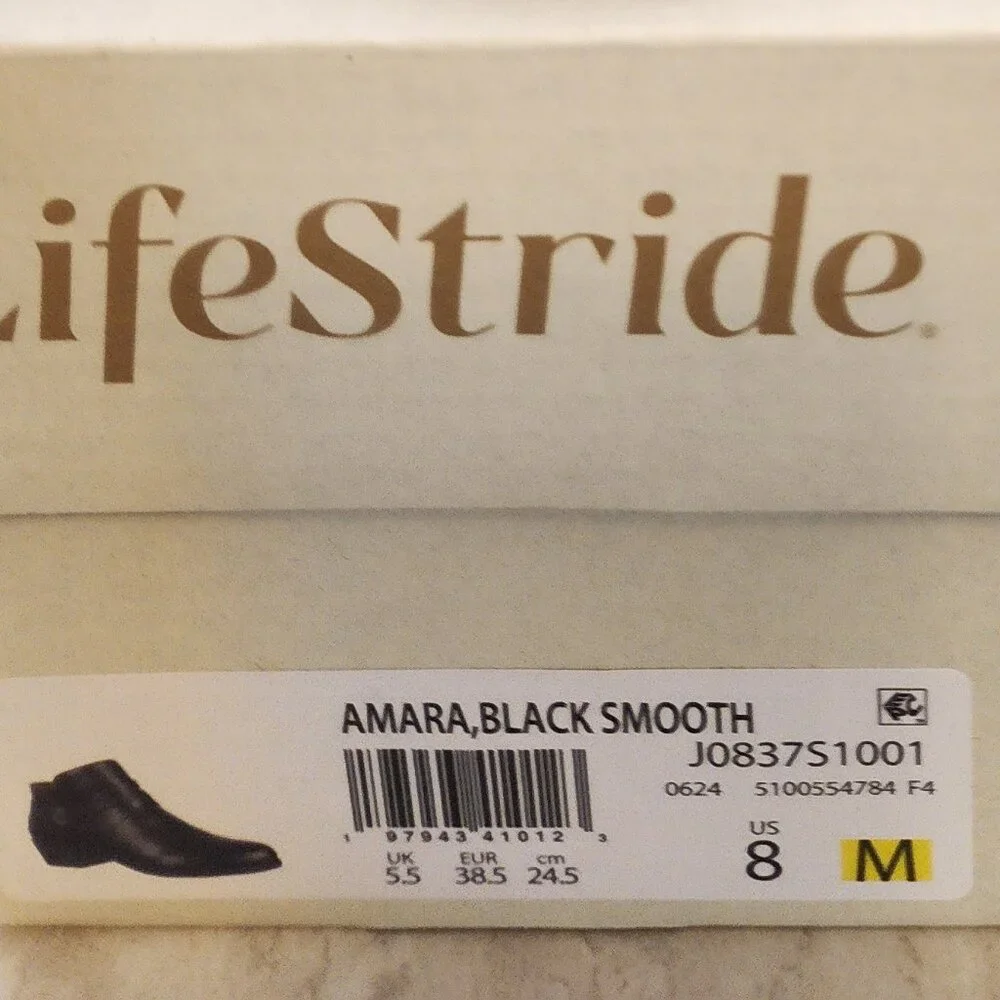 LifeStride®
AMARA,BLACK SMOOTH
J0837S1001
0624 5100554784 F4
1 97943 41012 3
UK EUR cm
5.5 38.5 24.5
US
8 M